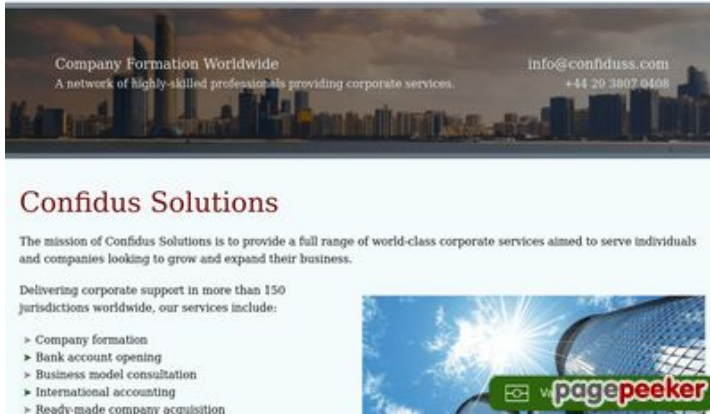 Company Formation Worldwide
info@confiduss.com
A network of highly-skilled professionals providing corporate services.
+44 20 3807 0408
Confidus Solutions
The mission of Confidus Solutions is to provide a full range of world-class corporate services aimed to serve individuals
and companies looking to grow and expand their business.
Delivering corporate support in more than 150
jurisdictions worldwide, our services include:
➤ Company formation
➤ Bank account opening
➤ Business model consultation
➤ International accounting
➤ Ready-made company acquisition
pagepeeker